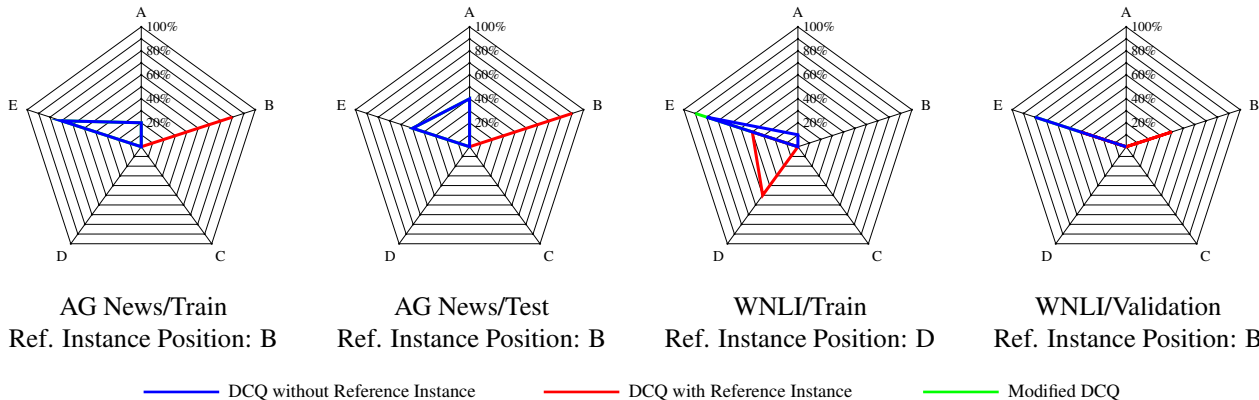 A A A A
100% 100% 100% 100%
80% 80% 80% 80%
60% 60% 60% 60%
E B E B E B E B
40% 40% 40% 40%
20% 20% 20% 20%
D C D C D C D C
AG News/Train AG News/Test WNLI/Train WNLI/Validation
Ref. Instance Position: B Ref. Instance Position: B Ref. Instance Position: D Ref. Instance Position: B
DCQ without Reference Instance DCQ with Reference Instance Modified DCQ